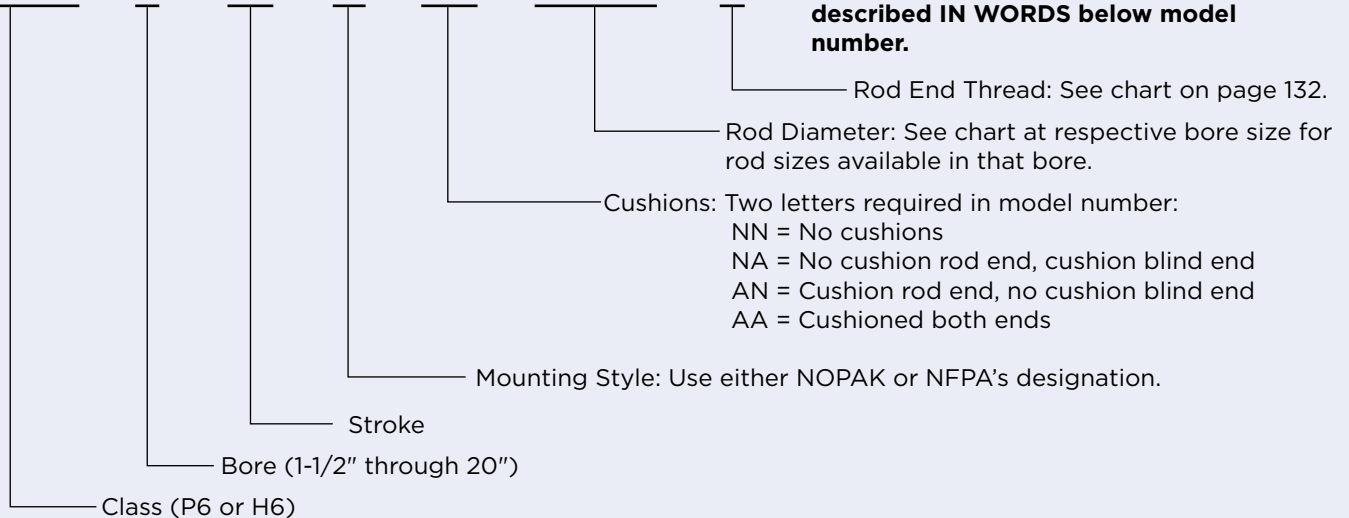 described IN WORDS below model
number.
Rod End Thread: See chart on page 132.
Rod Diameter: See chart at respective bore size for
rod sizes available in that bore.
Cushions: Two letters required in model number:
NN = No cushions
NA = No cushion rod end, cushion blind end
AN = Cushion rod end, no cushion blind end
AA = Cushioned both ends
Mounting Style: Use either NOPAK or NFPA's designation.
Stroke
Bore (1-1/2" through 20")
Class (P6 or H6)